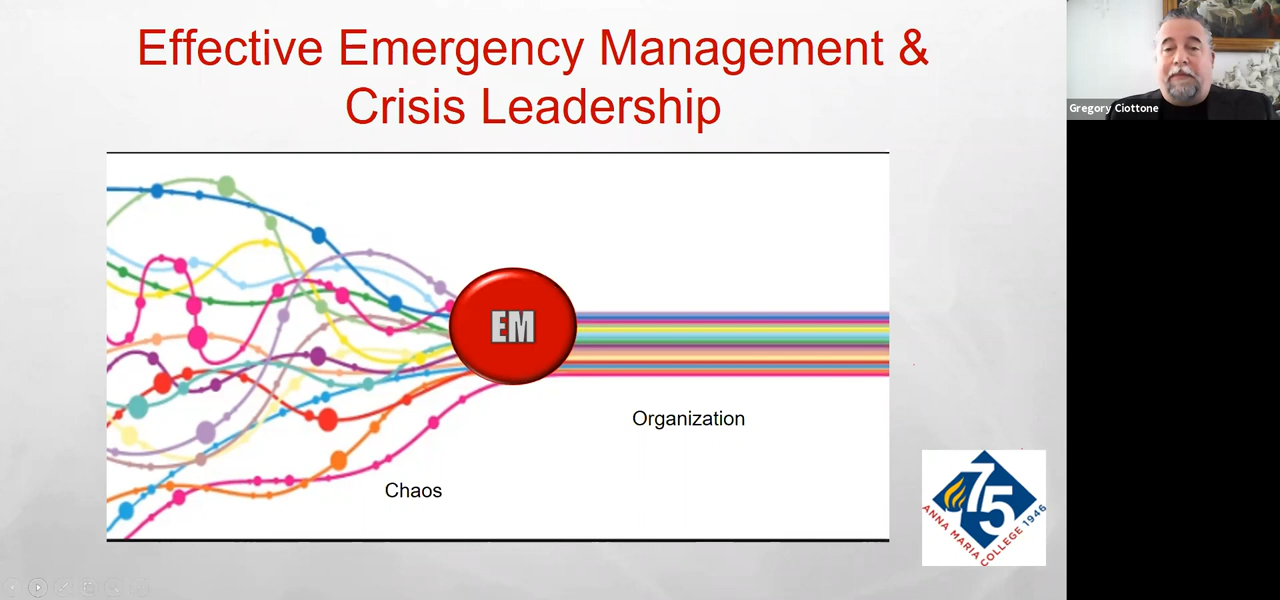 Effective Emergency Management &
Crisis Leadership
Gregory Ciottone
EM
Organization
Chaos
75
ANNA MARIA COLLEGE 1946